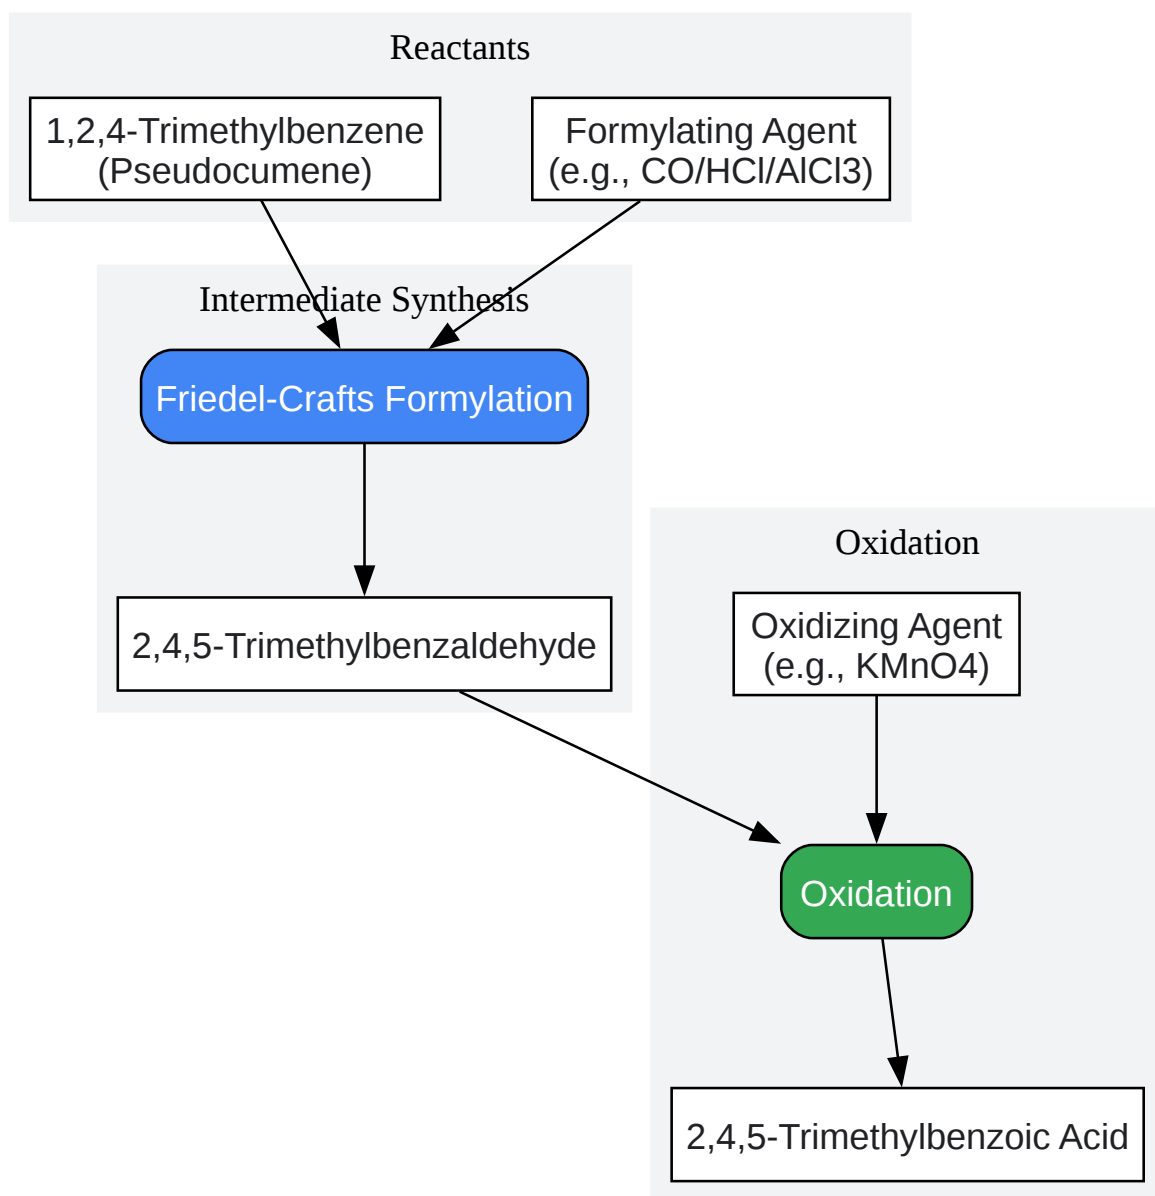 Reactants
1,2,4-Trimethylbenzene
(Pseudocumene)
Formylating Agent
(e.g., CO/HCl/AlCl3)
Intermediate Synthesis
Friedel-Crafts Formylation
2,4,5-Trimethylbenzaldehyde
Oxidation
Oxidizing Agent
(e.g., KMnO4)
Oxidation
2,4,5-Trimethylbenzoic Acid